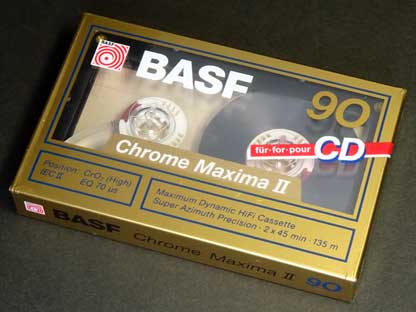 BASF
BASF
90
für·for·pour
CD
Chrome Maxima II
Position: CrO₂ (High)
IEC II EQ 70 µs
Maximum Dynamic HiFi Cassette
Super Azimuth Precision · 2 x 45 min · 135 m
BASF Chrome Maxima II 90